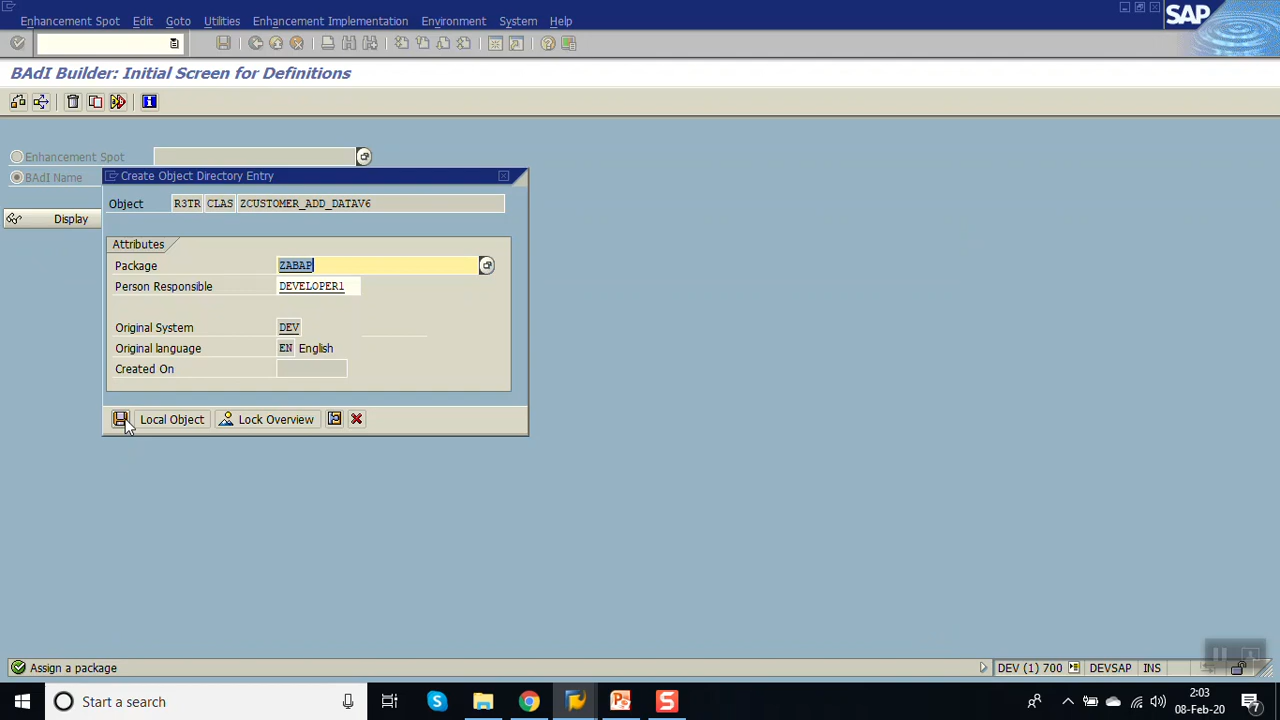 Enhancement Spot Edit Goto Utilities Enhancement Implementation Environment System Help
SAP
BAdI Builder: Initial Screen for Definitions
Enhancement Spot
BAdI Name
Display
Create Object Directory Entry
Object R3TR CLAS ZCUSTOMER_ADD_DATAV6
Attributes
Package ZABAP
Person Responsible DEVELOPER1
Original System DEV
Original language EN English
Created On
Local Object Lock Overview
Assign a package DEV (1) 700 DEVSAP INS
Start a search
2:03
08-Feb-20
7